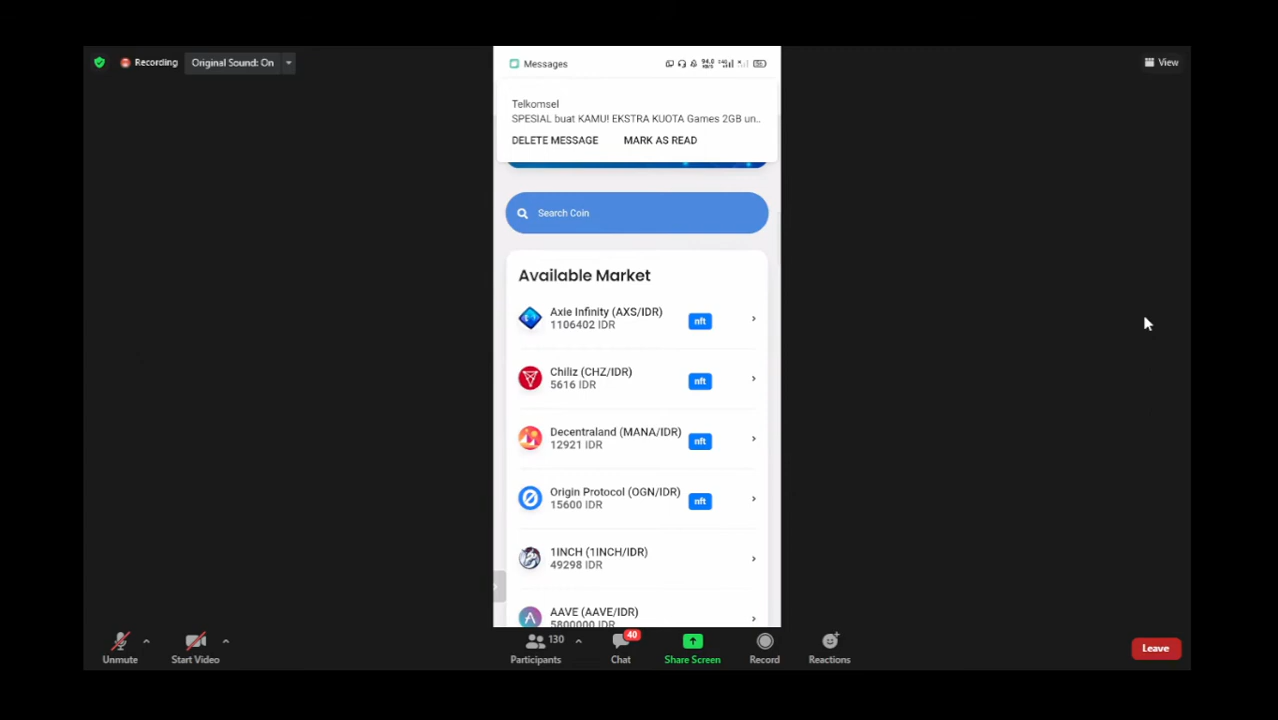 Recording
Original Sound: On
View
Messages
Telkomsel
SPESIAL buat KAMU! EKSTRA KUOTA Games 2GB un..
DELETE MESSAGE MARK AS READ
Search Coin
Available Market
Axie Infinity (AXS/IDR)
1106402 IDR
nft
Chiliz (CHZ/IDR)
5616 IDR
nft
Decentraland (MANA/IDR)
12921 IDR
nft
Origin Protocol (OGN/IDR)
15600 IDR
nft
1INCH (1INCH/IDR)
49298 IDR
AAVE (AAVE/IDR)
5800000 IDR
Unmute
Start Video
130
Participants
40
Chat
Share Screen
Record
Reactions
Leave